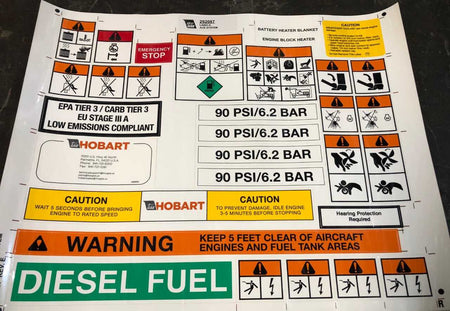 292087
BATTERY HEATER BLANKET
ENGINE BLOCK HEATER
CAUTION
EMERGENCY
STOP
EPA TIER 3 / CARB TIER 3
EU STAGE III A
LOW EMISSIONS COMPLIANT
HOBART
90 PSI/6.2 BAR
90 PSI/6.2 BAR
90 PSI/6.2 BAR
90 PSI/6.2 BAR
CAUTION
WAIT 5 SECONDS BEFORE BRINGING
ENGINE TO RATED SPEED
HOBART
CAUTION
TO PREVENT DAMAGE, IDLE ENGINE
3-5 MINUTES BEFORE STOPPING
Hearing Protection
Required
WARNING
KEEP 5 FEET CLEAR OF AIRCRAFT
ENGINES AND FUEL TANK AREAS
DIESEL FUEL